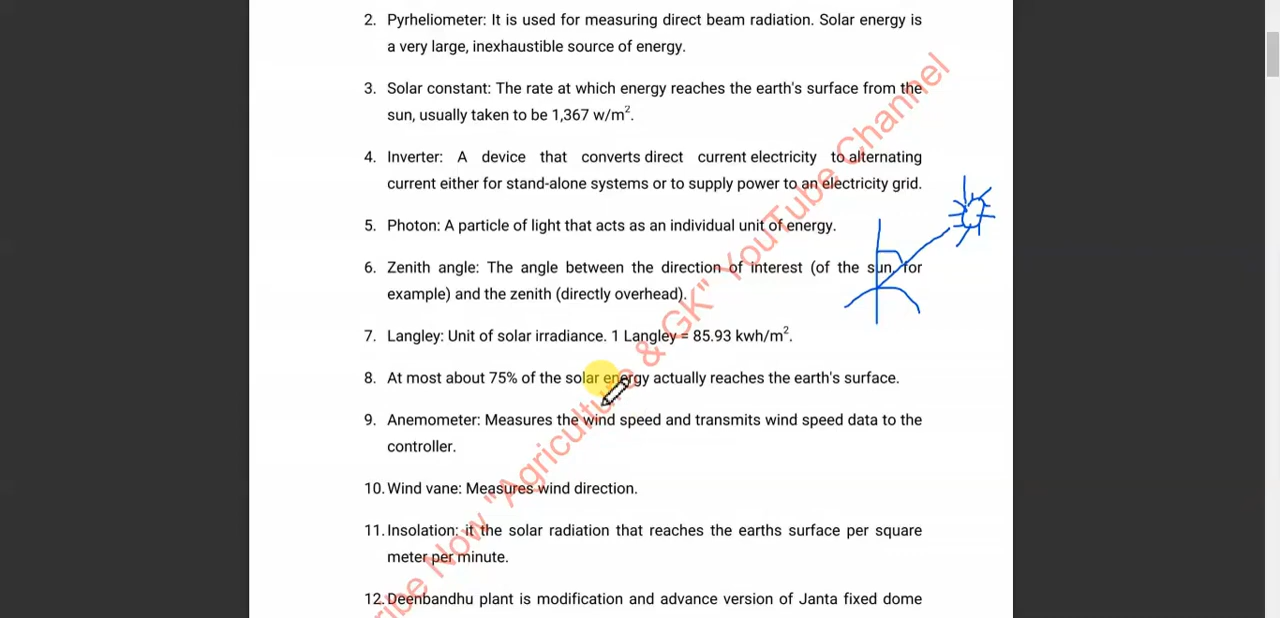 2. Pyrheliometer: It is used for measuring direct beam radiation. Solar energy is
a very large, inexhaustible source of energy.
3. Solar constant: The rate at which energy reaches the earth's surface from the
sun, usually taken to be 1,367 w/m².
4. Inverter: A device that converts direct current electricity to alternating
current either for stand-alone systems or to supply power to an electricity grid.
5. Photon: A particle of light that acts as an individual unit of energy.
6. Zenith angle: The angle between the direction of interest (of the sun, for
example) and the zenith (directly overhead).
7. Langley: Unit of solar irradiance. 1 Langley = 85.93 kwh/m².
8. At most about 75% of the solar energy actually reaches the earth's surface.
9. Anemometer: Measures the wind speed and transmits wind speed data to the
controller.
10. Wind vane: Measures wind direction.
11. Insolation: it the solar radiation that reaches the earths surface per square
meter per minute.
12. Deenbandhu plant is modification and advance version of Janta fixed dome
Now "Agriculture & GK" YouTube Channel